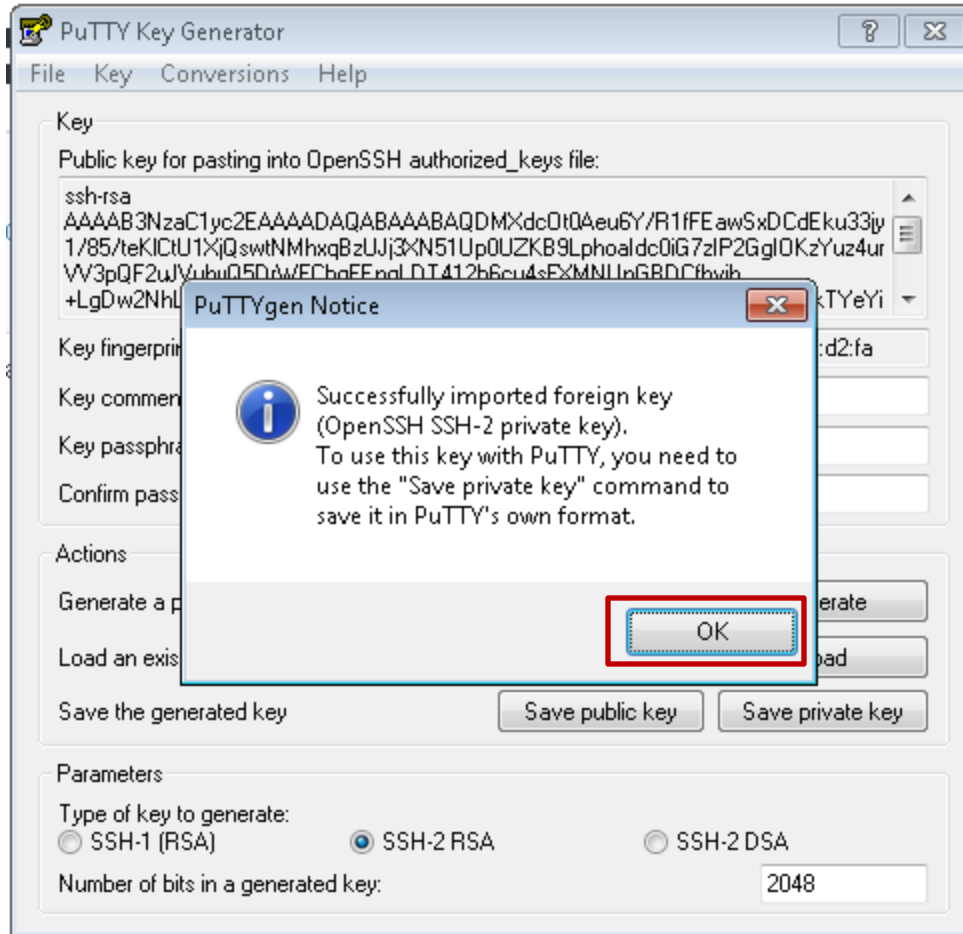 PuTTY Key Generator
File Key Conversions Help
Key
Public key for pasting into OpenSSH authorized_keys file:
ssh-rsa
AAAAB3NzaC1yc2EAAAADAQABAAABAQDMXdcOt0Aeu6Y/R1fFEawSxDCdEku33jy
1/85/teKlCtU1XjQswtNMhxqBzUJj3XN51Up0UZKB9Lphoaldc0iG7zlP2GglOKzYuz4ur
+LgDw2NhL kTYeYi
PuTTYgen Notice
Successfully imported foreign key
(OpenSSH SSH-2 private key).
To use this key with PuTTY, you need to
use the "Save private key" command to
save it in PuTTY's own format.
OK
Key fingerprin :d2:fa
Key commen
Key passphra
Confirm pass
Actions
Generate a p erate
Load an exis oad
Save the generated key Save public key Save private key
Parameters
Type of key to generate:
SSH-1 (RSA) SSH-2 RSA SSH-2 DSA
Number of bits in a generated key: 2048